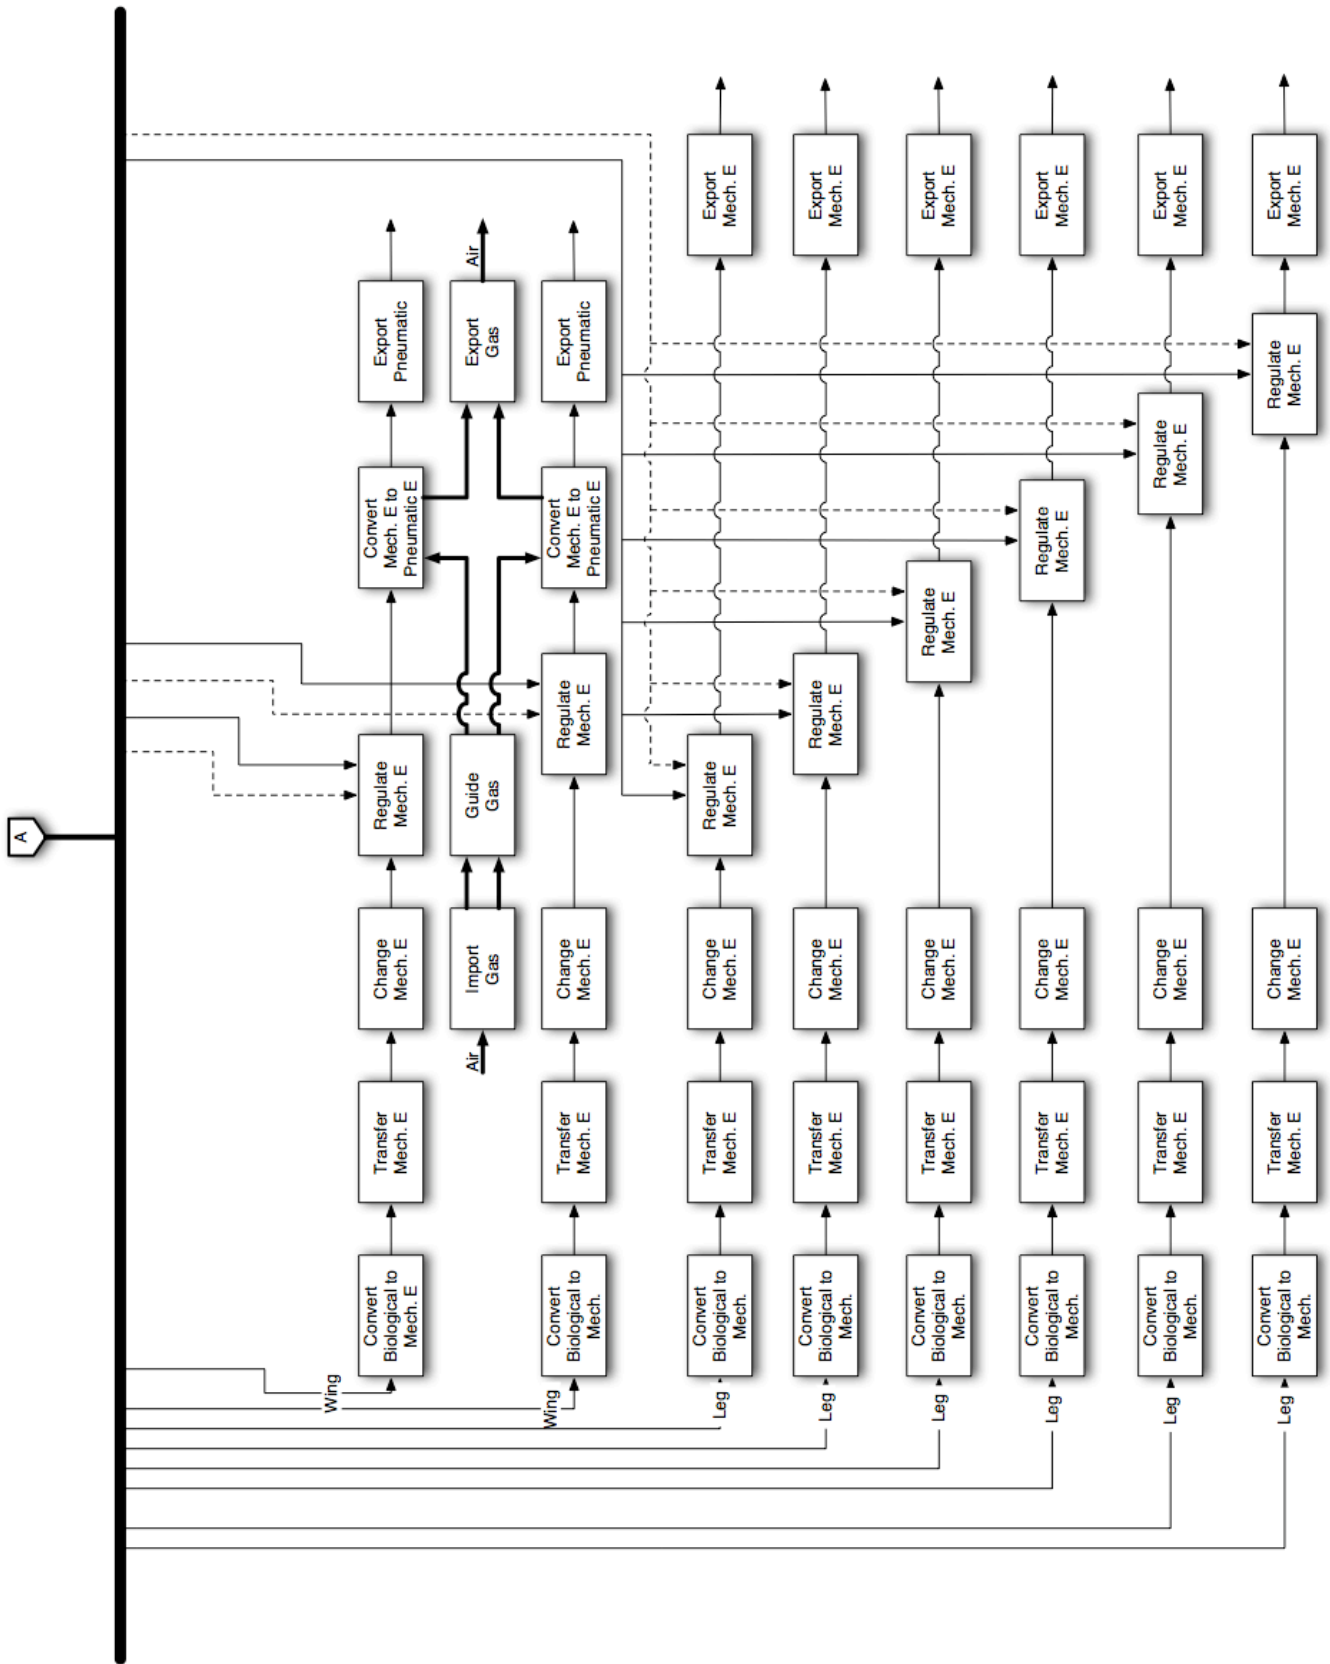 A
Wing
Convert
Biological to
Mech. E
Transfer
Mech. E
Change
Mech. E
Regulate
Mech. E
Convert
Mech. E to
Pneumatic E
Export
Pneumatic
Air
Import
Gas
Guide
Gas
Export
Gas
Air
Wing
Convert
Biological to
Mech.
Transfer
Mech. E
Change
Mech. E
Regulate
Mech. E
Convert
Mech. E to
Pneumatic E
Export
Pneumatic
Leg
Convert
Biological to
Mech.
Transfer
Mech. E
Change
Mech. E
Regulate
Mech. E
Export
Mech. E
Leg
Convert
Biological to
Mech.
Transfer
Mech. E
Change
Mech. E
Regulate
Mech. E
Export
Mech. E
Leg
Convert
Biological to
Mech.
Transfer
Mech. E
Change
Mech. E
Regulate
Mech. E
Export
Mech. E
Leg
Convert
Biological to
Mech.
Transfer
Mech. E
Change
Mech. E
Regulate
Mech. E
Export
Mech. E
Leg
Convert
Biological to
Mech.
Transfer
Mech. E
Change
Mech. E
Regulate
Mech. E
Export
Mech. E
Leg
Convert
Biological to
Mech.
Transfer
Mech. E
Change
Mech. E
Regulate
Mech. E
Export
Mech. E